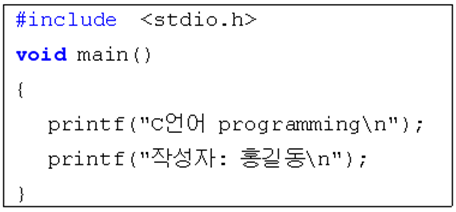 #include <stdio.h>
void main()
{
printf("C언어 programming\n");
printf("작성자: 홍길동\n");
}